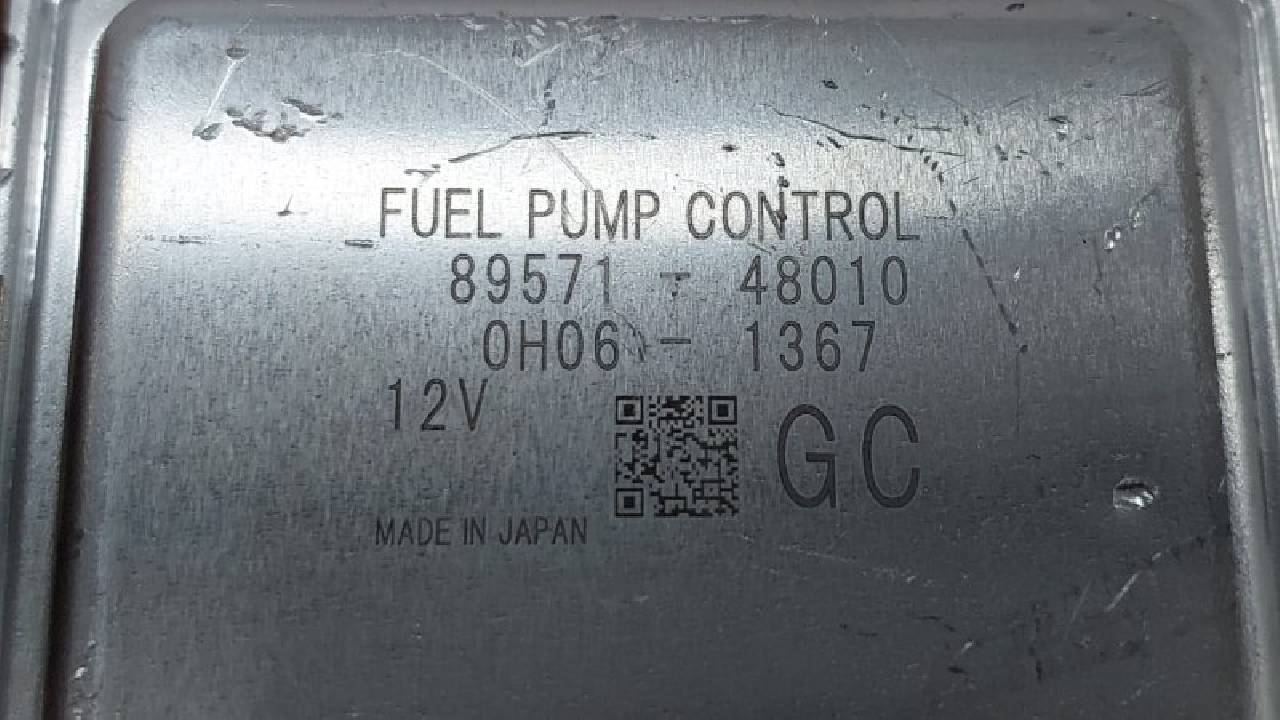 FUEL PUMP CONTROL
89571 - 48010
0H06 - 1367
12V
GC
MADE IN JAPAN